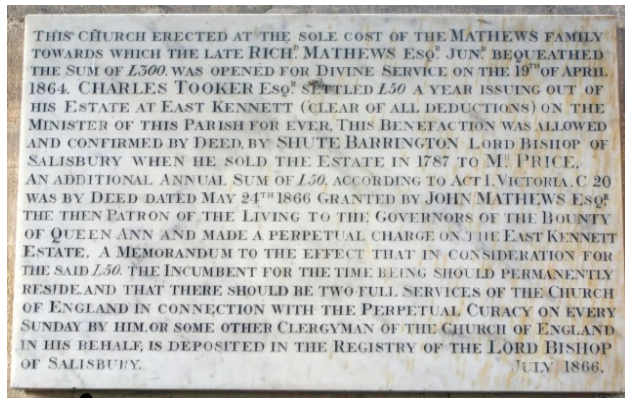 THIS CHURCH ERECTED AT THE SOLE COST OF THE MATHEWS FAMILY
TOWARDS WHICH THE LATE RICHD. MATHEWS ESQR. JUNR. BEQUEATHED
THE SUM OF £300. WAS OPENED FOR DIVINE SERVICE ON THE 19TH OF APRIL
1864. CHARLES TOOKER ESQR. SETTLED £50 A YEAR ISSUING OUT OF
HIS ESTATE AT EAST KENNETT (CLEAR OF ALL DEDUCTIONS) ON THE
MINISTER OF THIS PARISH FOR EVER. THIS BENEFACTION WAS ALLOWED
AND CONFIRMED BY DEED, BY SHUTE BARRINGTON LORD BISHOP OF
SALISBURY WHEN HE SOLD THE ESTATE IN 1787 TO MR. PRICE.
AN ADDITIONAL ANNUAL SUM OF £50, ACCORDING TO ACT 1. VICTORIA. C 20
WAS BY DEED DATED MAY 24TH 1866 GRANTED BY JOHN MATHEWS ESQR.
THE THEN PATRON OF THE LIVING TO THE GOVERNORS OF THE BOUNTY
OF QUEEN ANN AND MADE A PERPETUAL CHARGE ON THE EAST KENNETT
ESTATE. A MEMORANDUM TO THE EFFECT THAT IN CONSIDERATION FOR
THE SAID £50. THE INCUMBENT FOR THE TIME BEING SHOULD PERMANENTLY
RESIDE. AND THAT THERE SHOULD BE TWO FULL SERVICES OF THE CHURCH
OF ENGLAND IN CONNECTION WITH THE PERPETUAL CURACY ON EVERY
SUNDAY BY HIM, OR SOME OTHER CLERGYMAN OF THE CHURCH OF ENGLAND
IN HIS BEHALF, IS DEPOSITED IN THE REGISTRY OF THE LORD BISHOP
OF SALISBURY. JULY 1866.